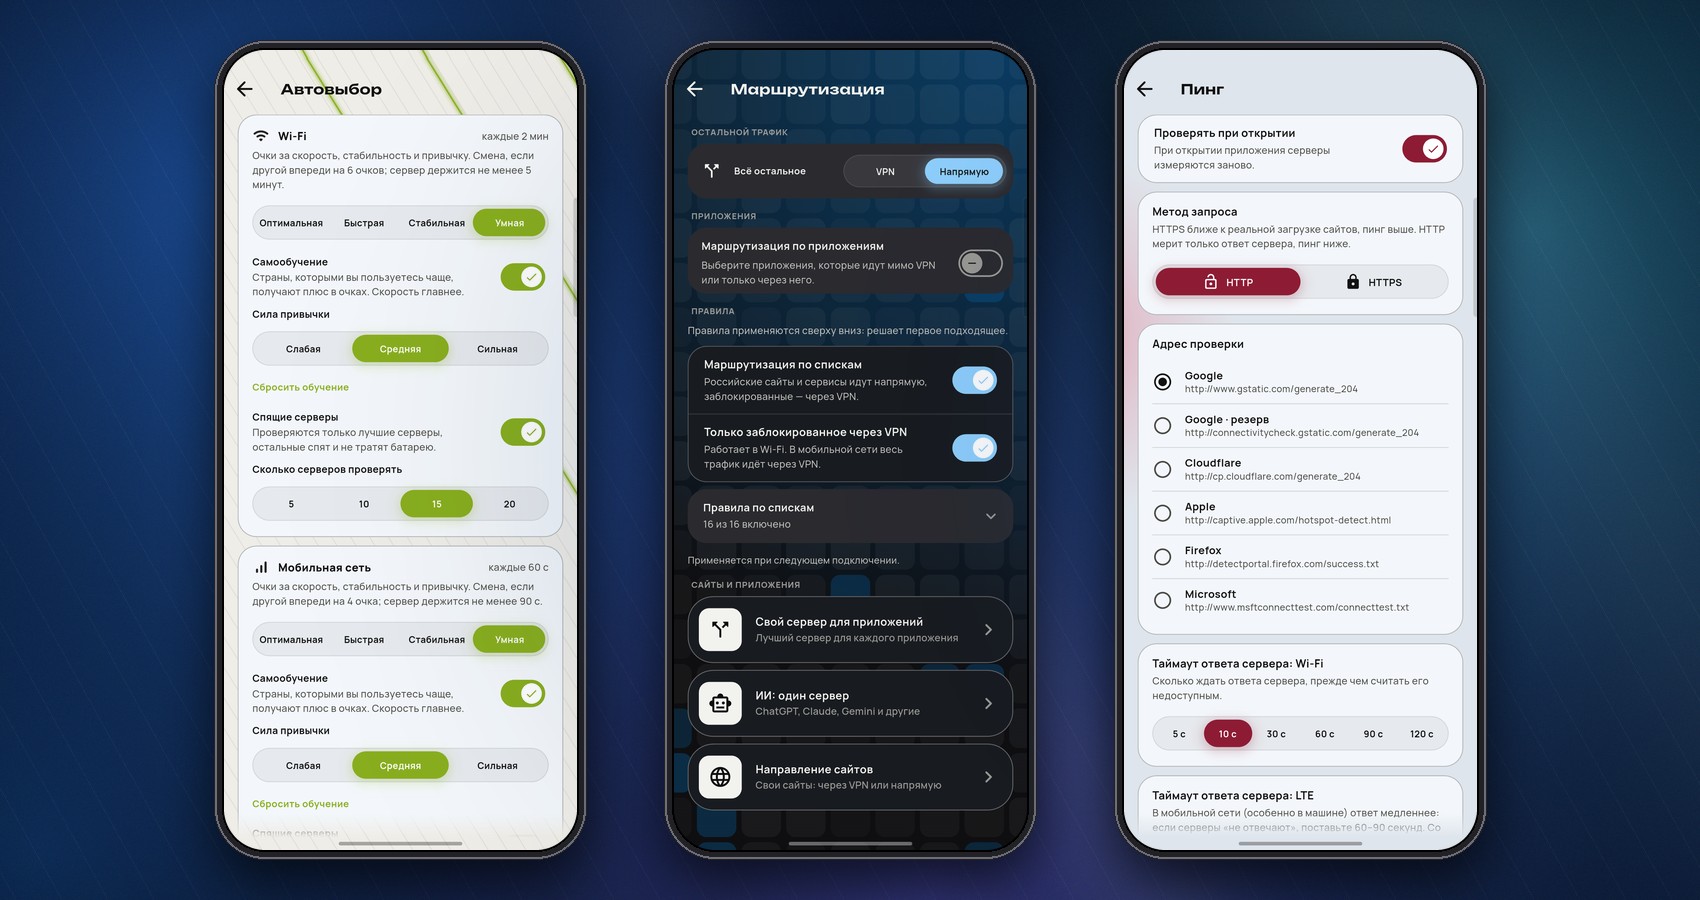 Автовыбор
Wi-Fi
каждые 2 мин
Очки за скорость, стабильность и привычку. Смена, если
другой впереди на 6 очков; сервер держится не менее 5
минут.
Оптимальная Быстрая Стабильная Умная
Самообучение
Страны, которыми вы пользуетесь чаще,
получают плюс в очках. Скорость главнее.
Сила привычки
Слабая Средняя Сильная
Сбросить обучение
Спящие серверы
Проверяются только лучшие серверы,
остальные спят и не тратят батарею.
Сколько серверов проверять
5 10 15 20
Мобильная сеть
каждые 60 с
Очки за скорость, стабильность и привычку. Смена, если
другой впереди на 4 очка; сервер держится не менее 90 с.
Оптимальная Быстрая Стабильная Умная
Самообучение
Страны, которыми вы пользуетесь чаще,
получают плюс в очках. Скорость главнее.
Сила привычки
Слабая Средняя Сильная
Сбросить обучение
Спящие серверы
Маршрутизация
ОСТАЛЬНОЙ ТРАФИК
Всё остальное VPN Напрямую
ПРИЛОЖЕНИЯ
Маршрутизация по приложениям
Выберите приложения, которые идут мимо VPN
или только через него.
ПРАВИЛА
Правила применяются сверху вниз: решает первое подходящее.
Маршрутизация по спискам
Российские сайты и сервисы идут напрямую,
заблокированные — через VPN.
Только заблокированное через VPN
Работает в Wi-Fi. В мобильной сети весь
трафик идёт через VPN.
Правила по спискам
16 из 16 включено
Применяется при следующем подключении.
САЙТЫ И ПРИЛОЖЕНИЯ
Свой сервер для приложений
Лучший сервер для каждого приложения
ИИ: один сервер
ChatGPT, Claude, Gemini и другие
Направление сайтов
Свои сайты: через VPN или напрямую
Пинг
Проверять при открытии
При открытии приложения серверы
измеряются заново.
Метод запроса
HTTPS ближе к реальной загрузке сайтов, пинг выше. HTTP
мерит только ответ сервера, пинг ниже.
HTTP HTTPS
Адрес проверки
Google
http://www.gstatic.com/generate_204
Google · резерв
http://connectivitycheck.gstatic.com/generate_204
Cloudflare
http://cp.cloudflare.com/generate_204
Apple
http://captive.apple.com/hotspot-detect.html
Firefox
http://detectportal.firefox.com/success.txt
Microsoft
http://www.msftconnecttest.com/connecttest.txt
Таймаут ответа сервера: Wi-Fi
Сколько ждать ответа сервера, прежде чем считать его
недоступным.
5 с 10 с 30 с 60 с 90 с 120 с
Таймаут ответа сервера: LTE
В мобильной сети (особенно в машине) ответ медленнее:
если серверы «не отвечают», поставьте 60–90 секунд. Со